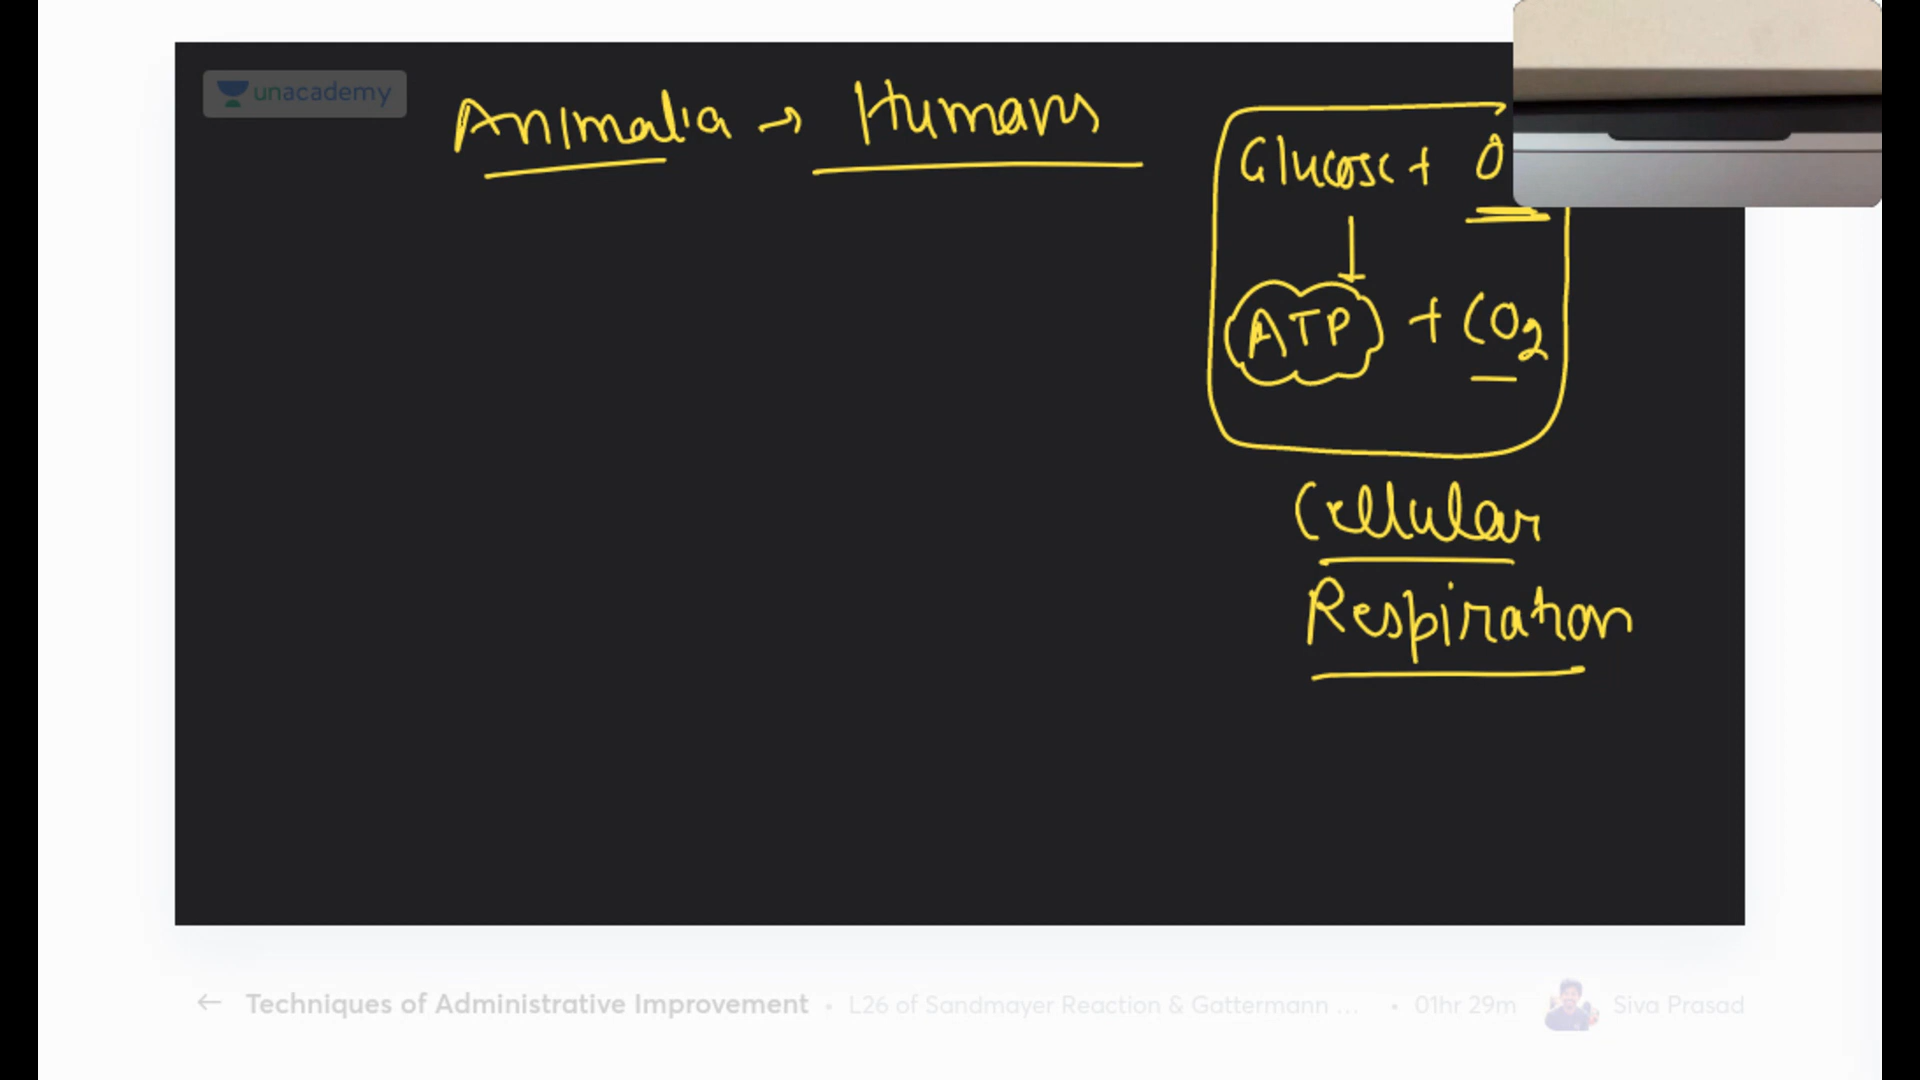 unacademy
Animalia → Humans
Glucose + O
↓
ATP + CO₂
Cellular
Respiration
← Techniques of Administrative Improvement • L26 of Sandmayer Reaction & Gattermann ... • 01hr 29m Siva Prasad